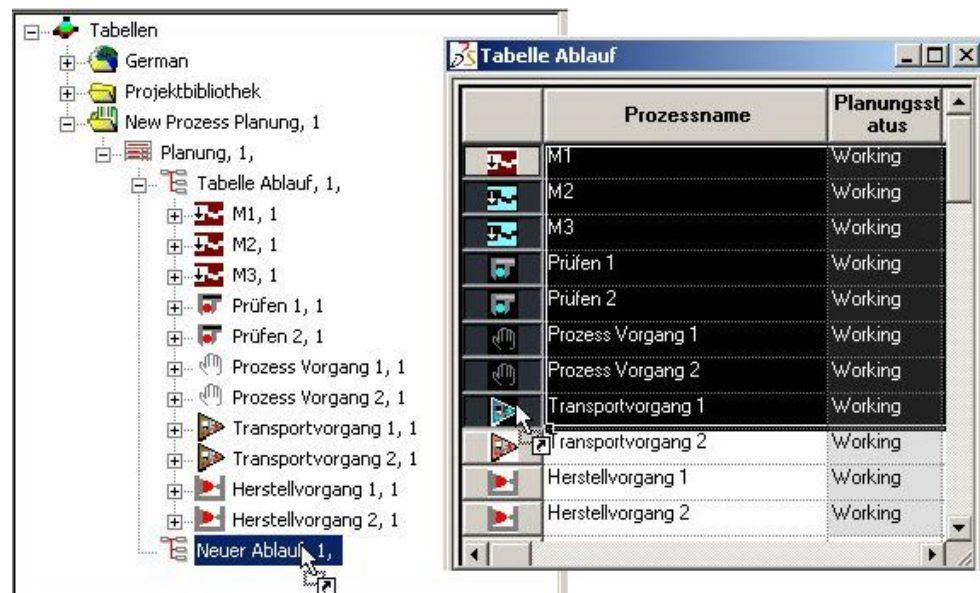 Tabellen
German
Projektbibliothek
New Prozess Planung, 1
Planung, 1,
Tabelle Ablauf, 1,
M1, 1
M2, 1
M3, 1
Prüfen 1, 1
Prüfen 2, 1
Prozess Vorgang 1, 1
Prozess Vorgang 2, 1
Transportvorgang 1, 1
Transportvorgang 2, 1
Herstellvorgang 1, 1
Herstellvorgang 2, 1
Neuer Ablauf, 1,
Tabelle Ablauf
Prozessname Planungsst
atus
M1 Working
M2 Working
M3 Working
Prüfen 1 Working
Prüfen 2 Working
Prozess Vorgang 1 Working
Prozess Vorgang 2 Working
Transportvorgang 1 Working
Transportvorgang 2 Working
Herstellvorgang 1 Working
Herstellvorgang 2 Working